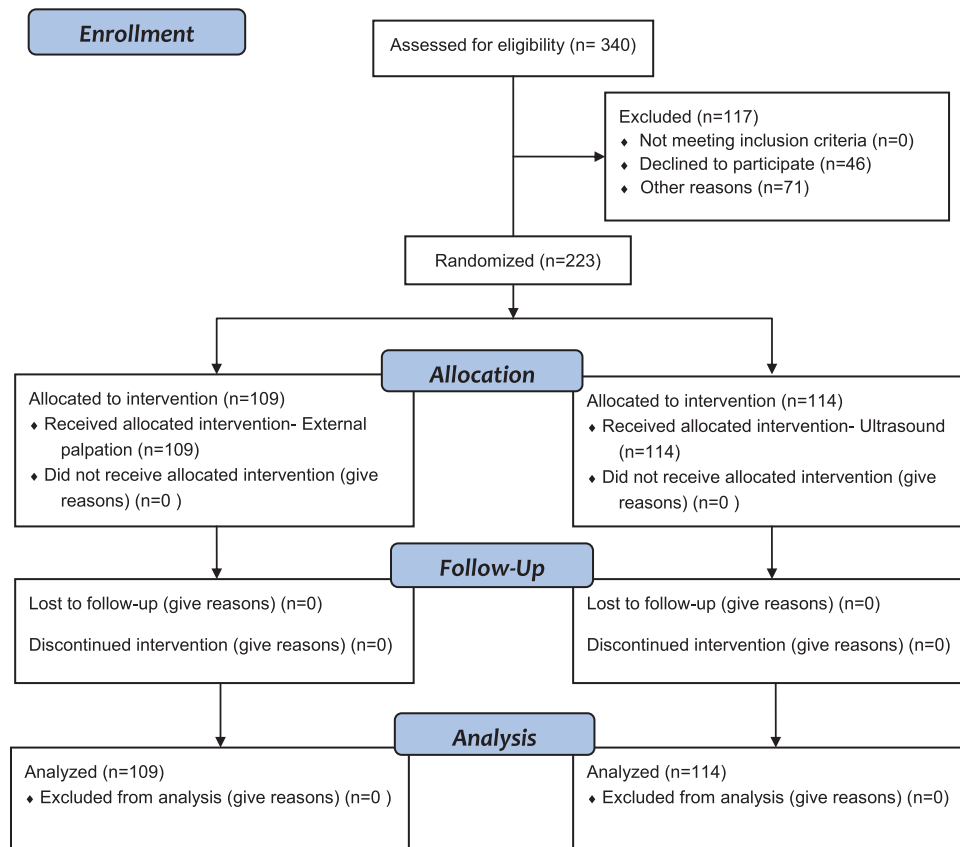 Enrollment
Assessed for eligibility (n= 340)
Excluded (n=117)
♦ Not meeting inclusion criteria (n=0)
♦ Declined to participate (n=46)
♦ Other reasons (n=71)
Randomized (n=223)
Allocation
Allocated to intervention (n=109)
♦ Received allocated intervention- External
palpation (n=109)
♦ Did not receive allocated intervention (give
reasons) (n=0 )
Allocated to intervention (n=114)
♦ Received allocated intervention- Ultrasound
(n=114)
♦ Did not receive allocated intervention (give
reasons) (n=0 )
Follow-Up
Lost to follow-up (give reasons) (n=0)
Discontinued intervention (give reasons) (n=0)
Lost to follow-up (give reasons) (n=0)
Discontinued intervention (give reasons) (n=0)
Analysis
Analyzed (n=109)
♦ Excluded from analysis (give reasons) (n=0 )
Analyzed (n=114)
♦ Excluded from analysis (give reasons) (n=0)